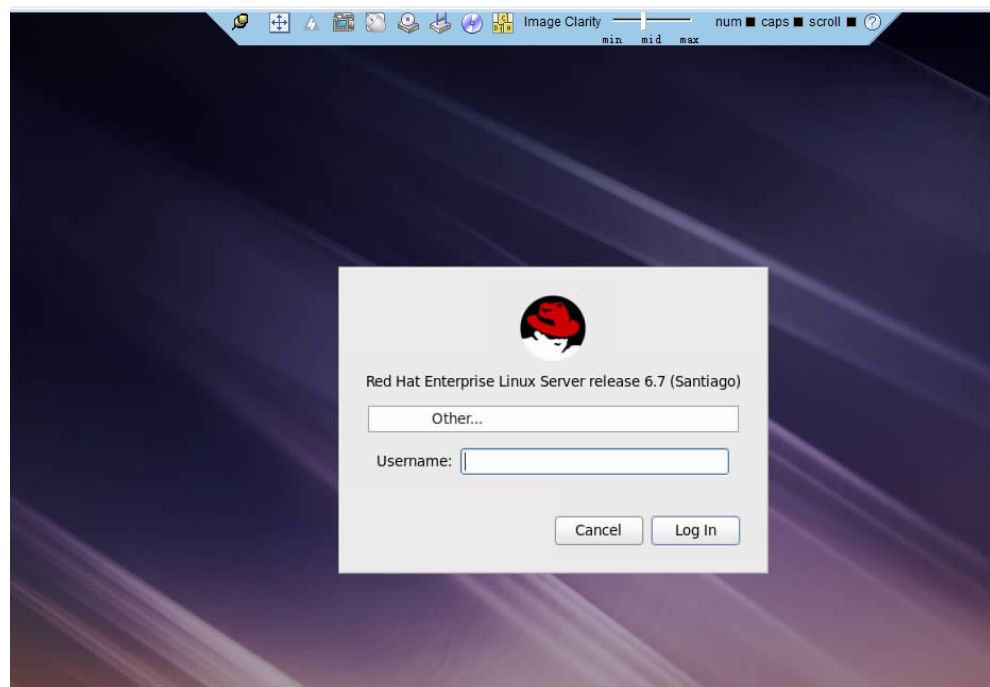 Image Clarity num caps scroll ?
min mid max
Red Hat Enterprise Linux Server release 6.7 (Santiago)
Other...
Username:
Cancel Log In